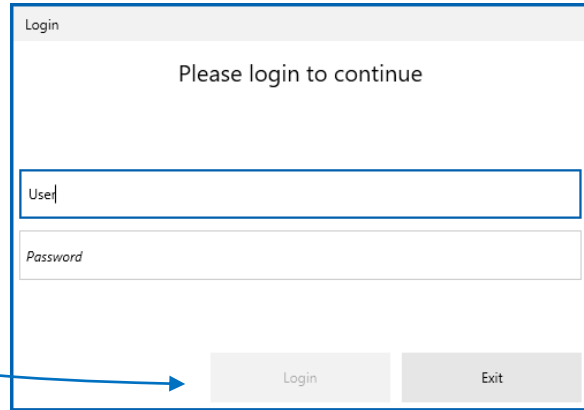 Login
Please login to continue
User
Password
Login
Exit